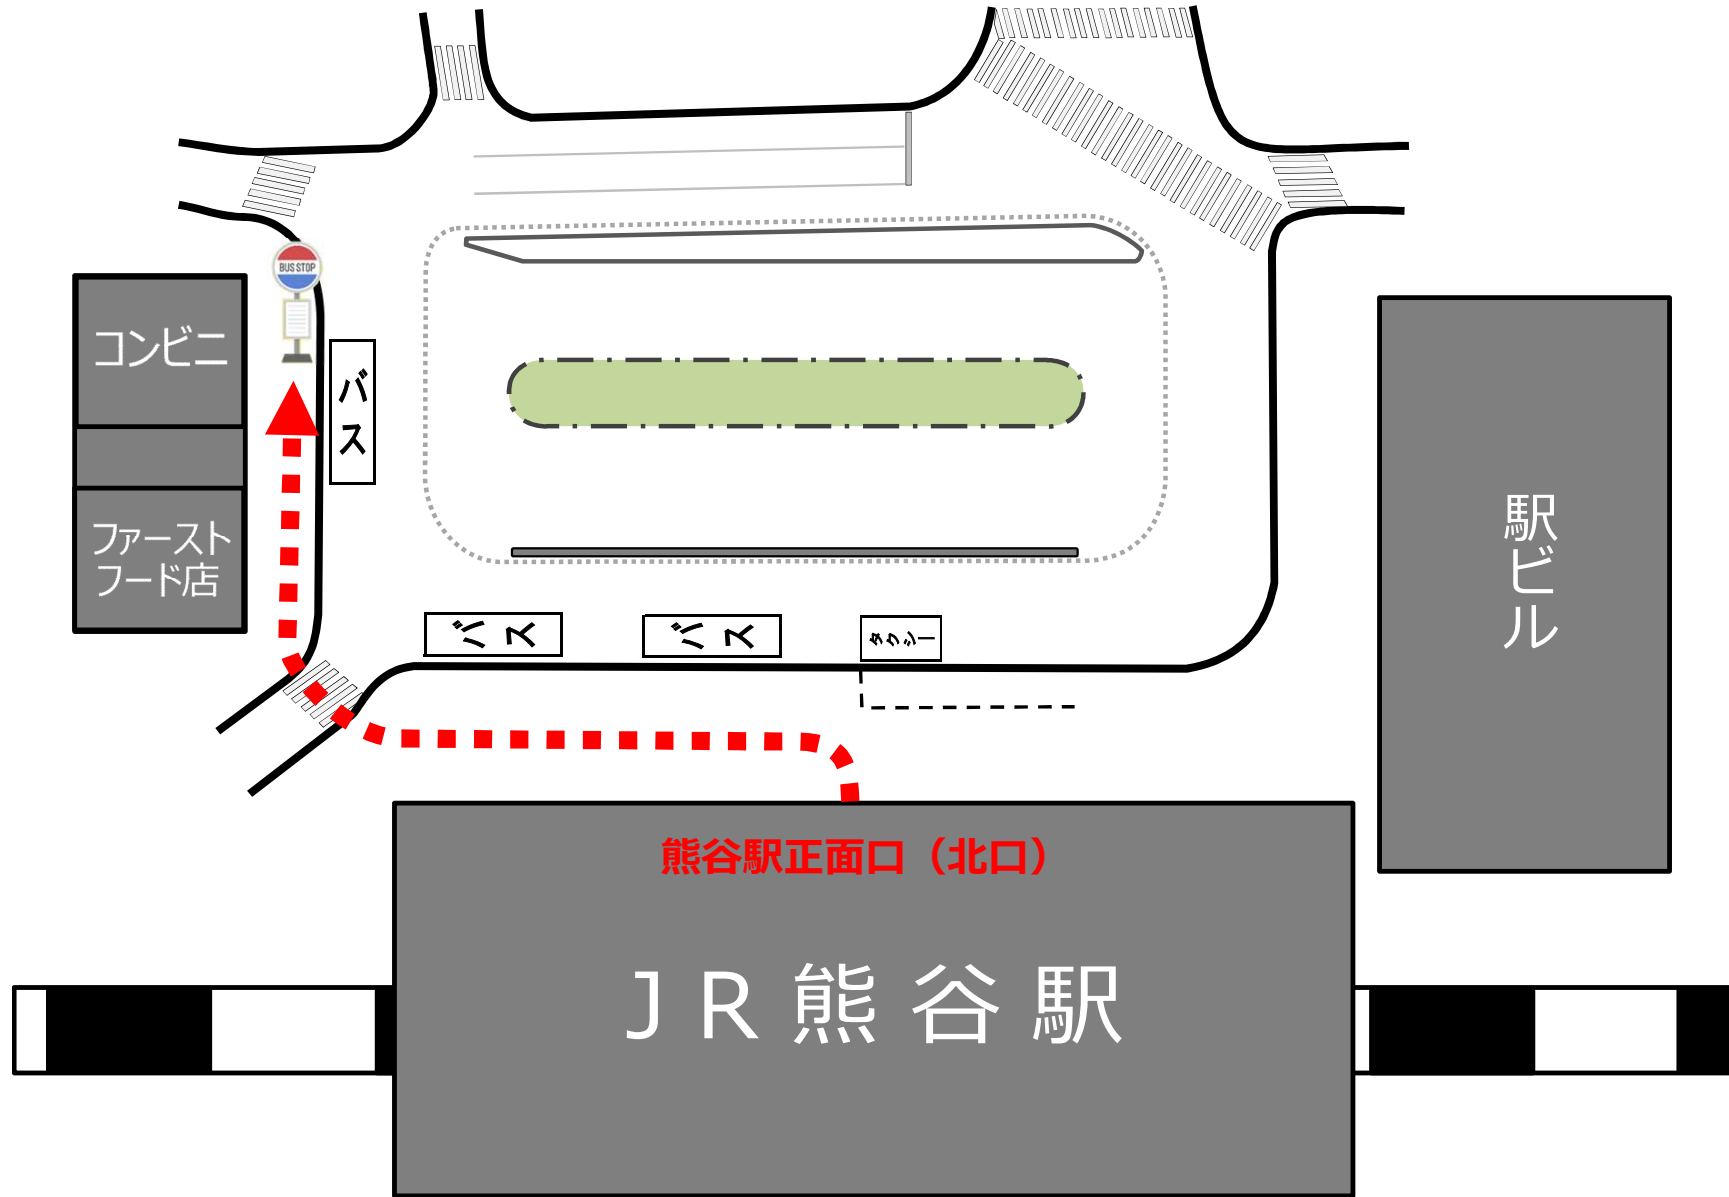 BUS STOP
コンビニ
バス
ファースト
フード店
駅ビル
バス
バス
タクシー
熊谷駅正面口（北口）
ＪＲ熊谷駅